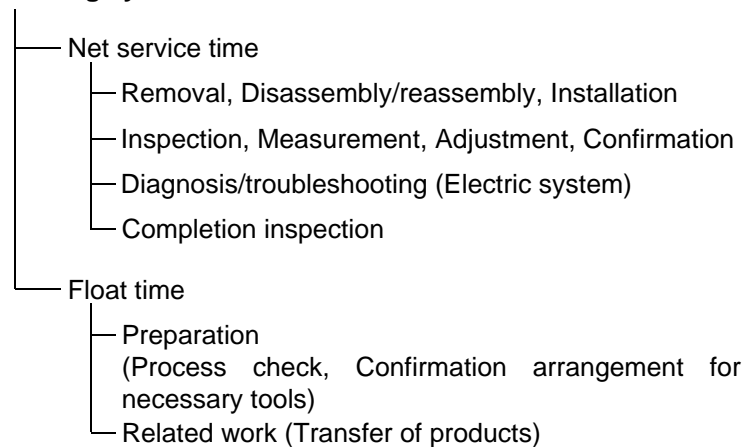 Net service time
Removal, Disassembly/reassembly, Installation
Inspection, Measurement, Adjustment, Confirmation
Diagnosis/troubleshooting (Electric system)
Completion inspection
Float time
Preparation
(Process check, Confirmation arrangement for
necessary tools)
Related work (Transfer of products)